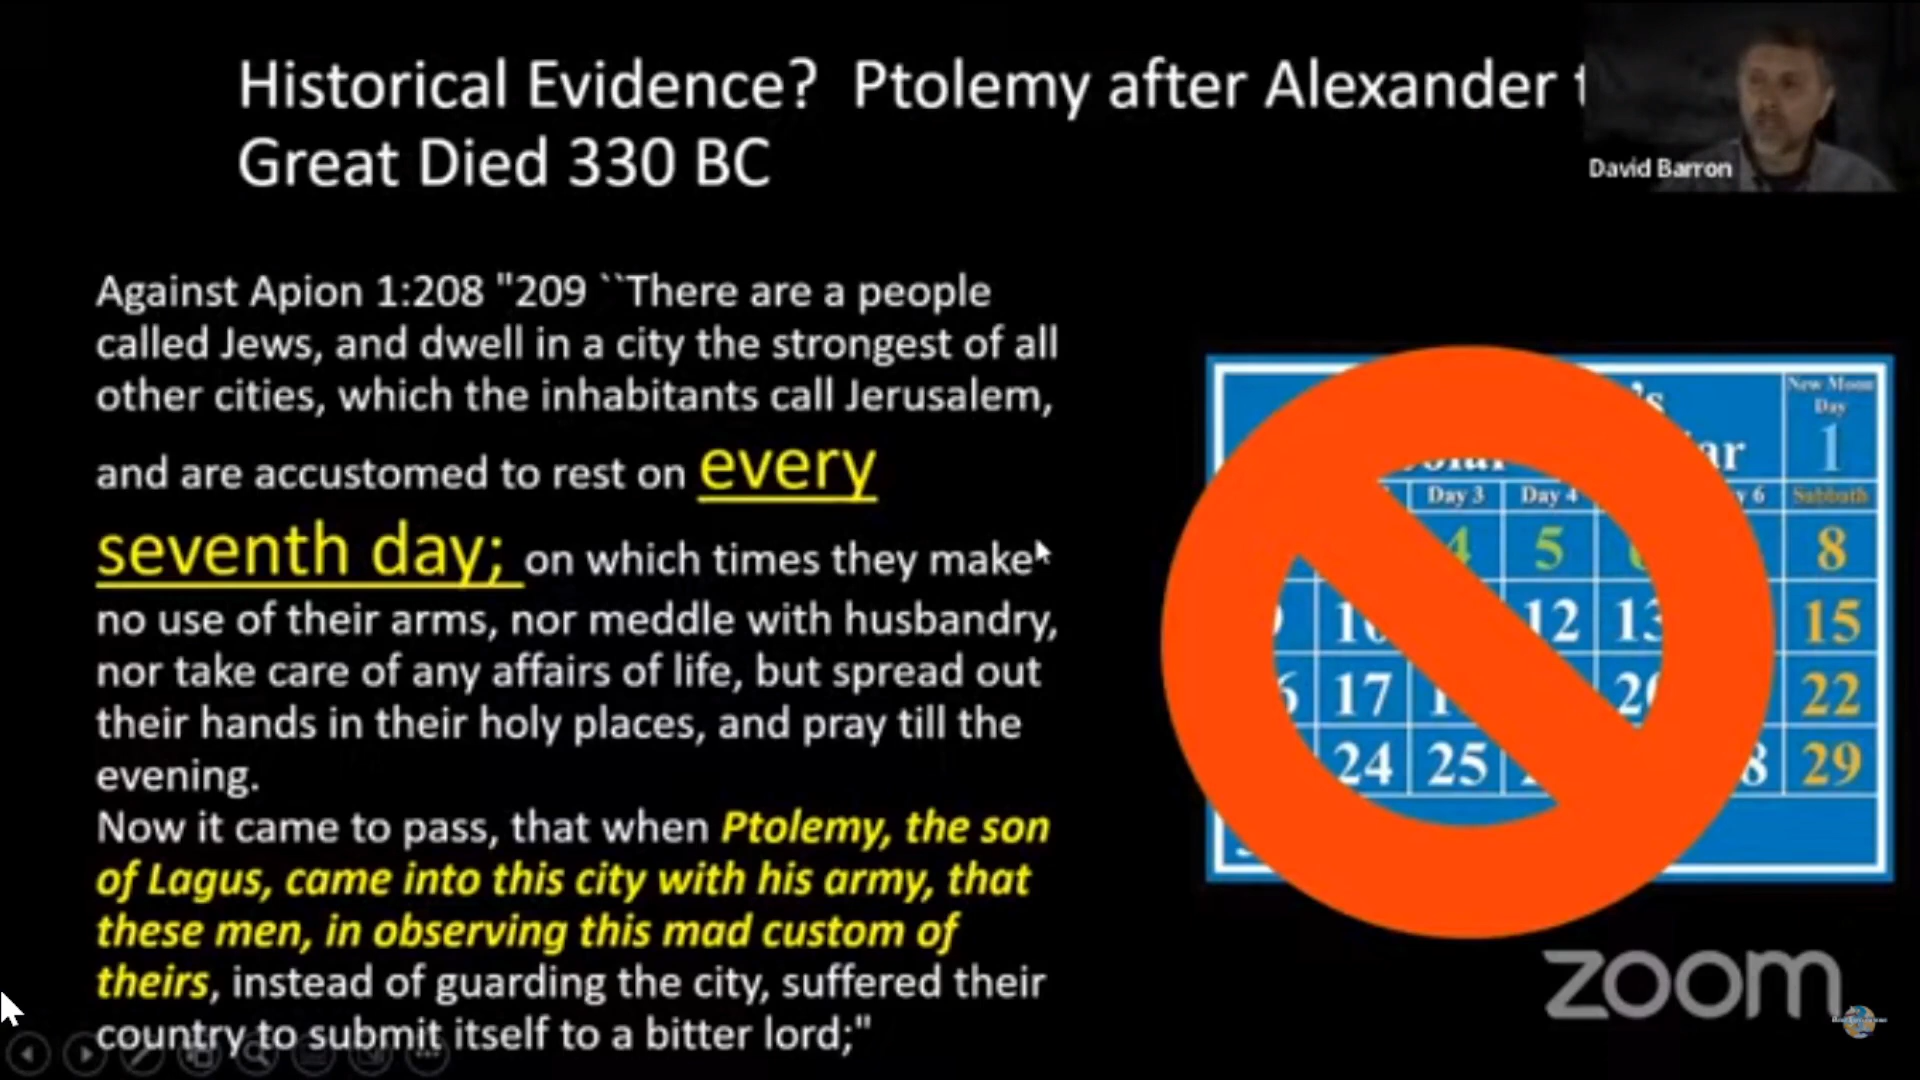 Historical Evidence? Ptolemy after Alexander t
Great Died 330 BC
David Barron
Against Apion 1:208 "209 ``There are a people
called Jews, and dwell in a city the strongest of all
other cities, which the inhabitants call Jerusalem,
and are accustomed to rest on every
seventh day; on which times they make
no use of their arms, nor meddle with husbandry,
nor take care of any affairs of life, but spread out
their hands in their holy places, and pray till the
evening.
Now it came to pass, that when Ptolemy, the son
of Lagus, came into this city with his army, that
these men, in observing this mad custom of
theirs, instead of guarding the city, suffered their
country to submit itself to a bitter lord;"
's
New Moon
Day
ar 1
Day 3 Day 4 y 6 Sabbath
4 5 8
10 12 13 15
17 20 22
24 25 8 29
zoom